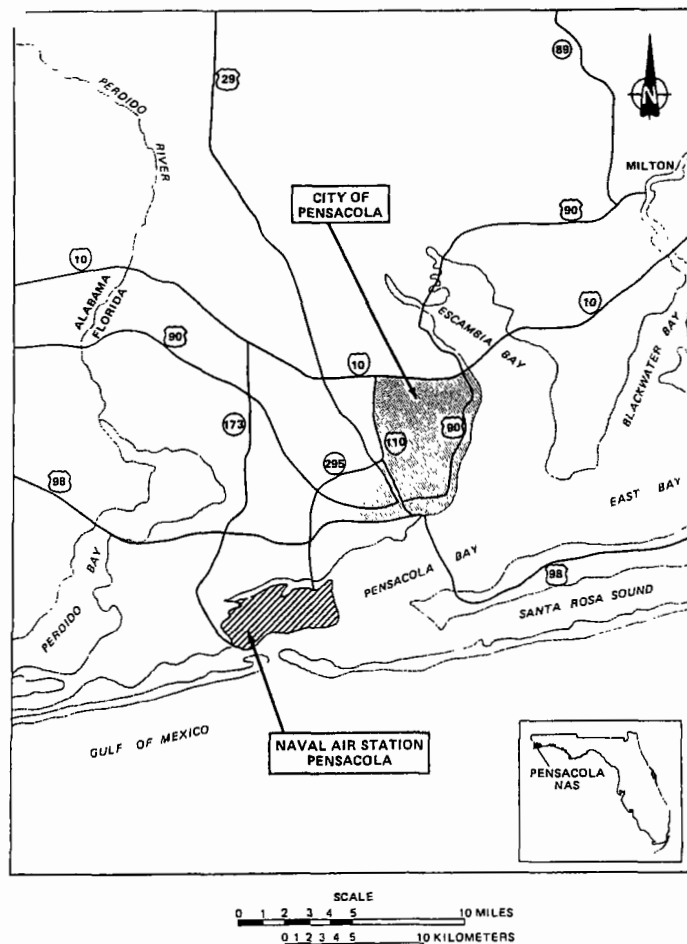 89
29
N
PERDIDO
RIVER
MILTON
CITY OF
PENSACOLA
90
10
ALABAMA
FLORIDA
ESCAMBIA BAY
10
90
10
BLACKWATER BAY
173
110
90
295
98
EAST BAY
PERDIDO BAY
PENSACOLA BAY
98
SANTA ROSA SOUND
GULF OF MEXICO
NAVAL AIR STATION
PENSACOLA
PENSACOLA
NAS
SCALE
0 1 2 3 4 5 10 MILES
0 1 2 3 4 5 10 KILOMETERS